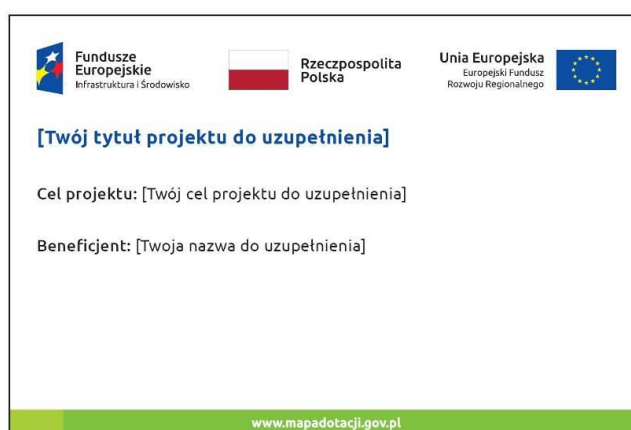 Fundusze
Europejskie
Infrastruktura i Środowisko
Rzeczpospolita
Polska
Unia Europejska
Europejski Fundusz
Rozwoju Regionalnego
[Twój tytuł projektu do uzupełnienia]
Cel projektu: [Twój cel projektu do uzupełnienia]
Beneficjent: [Twoja nazwa do uzupełnienia]
www.mapadotacji.gov.pl